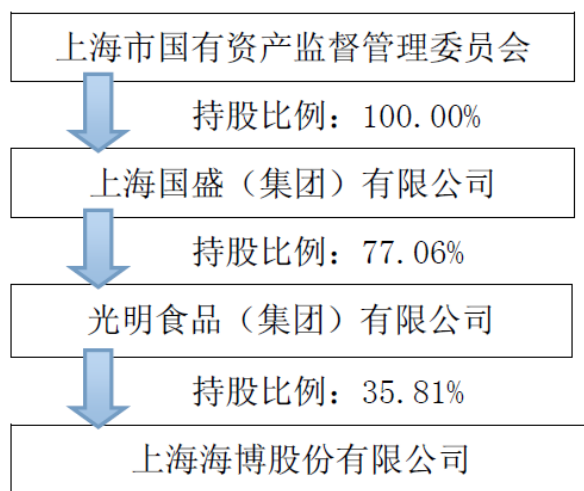 上海市国有资产监督管理委员会
持股比例：100.00%
上海国盛（集团）有限公司
持股比例：77.06%
光明食品（集团）有限公司
持股比例：35.81%
上海海博股份有限公司